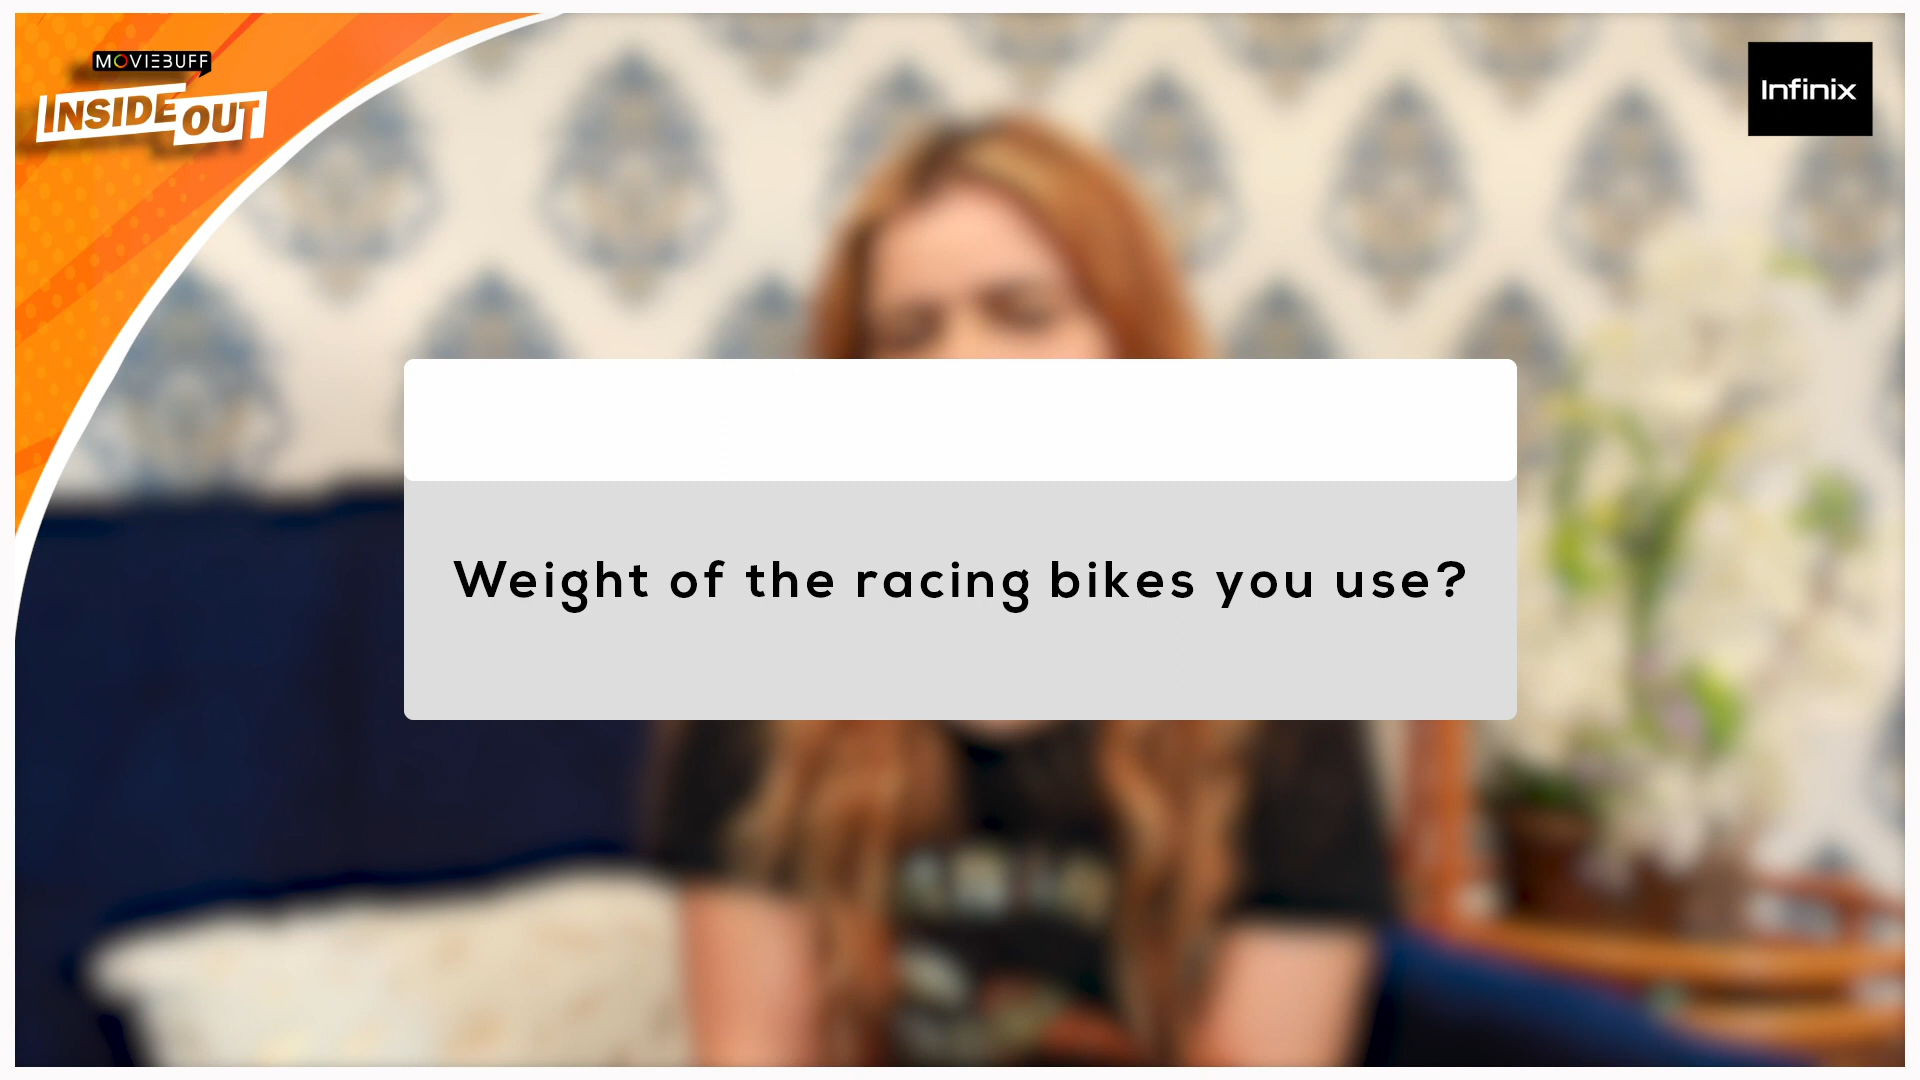 MOVIEBUFF
INSIDE OUT
Infinix
Weight of the racing bikes you use?